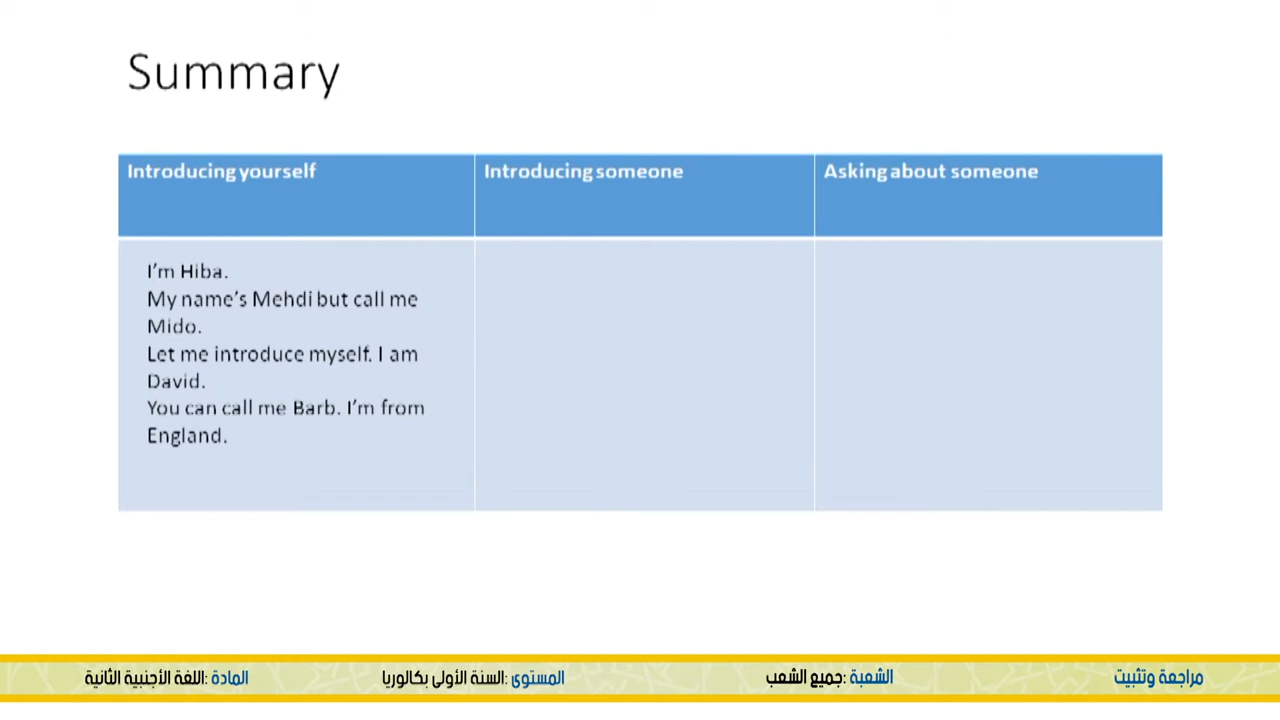 Summary
Introducing yourself
Introducing someone
Asking about someone
I'm Hiba.
My name's Mehdi but call me
Mido.
Let me introduce myself. I am
David.
You can call me Barb. I'm from
England.
مراجعة وتثبيت
الشعبة :جميع الشعب
المستوى :السنة الأولى بكالوريا
المادة :اللغة الأجنبية الثانية